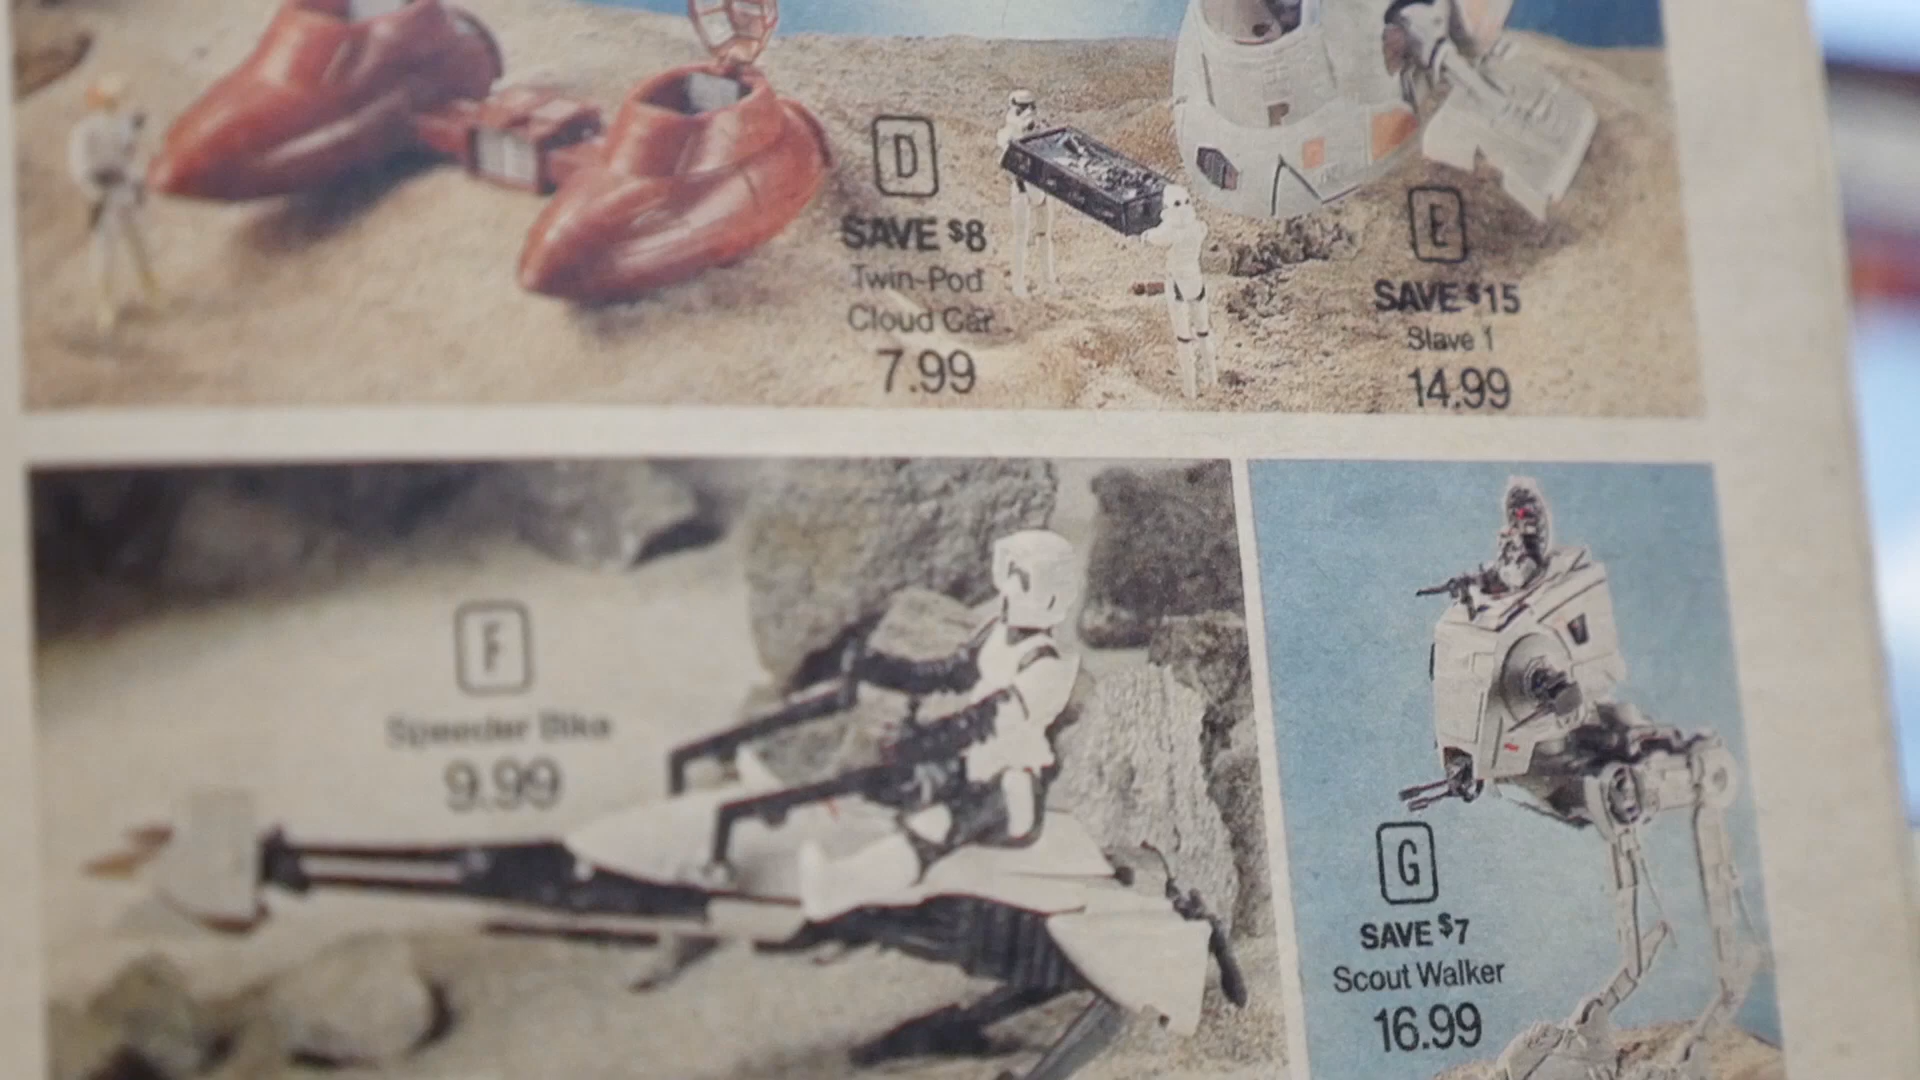 D
SAVE $8
Twin-Pod
Cloud Car
7.99
E
SAVE $15
Slave 1
14.99
F
Speeder Bike
9.99
G
SAVE $7
Scout Walker
16.99